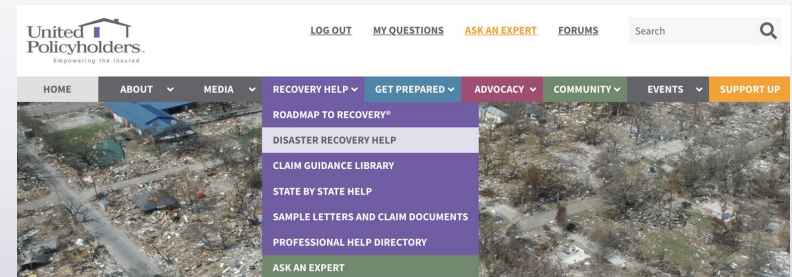 United
Policyholders™
Empowering the Insured
LOG OUT MY QUESTIONS ASK AN EXPERT FORUMS Search
HOME ABOUT MEDIA RECOVERY HELP GET PREPARED ADVOCACY COMMUNITY EVENTS SUPPORT UP
ROADMAP TO RECOVERY®
DISASTER RECOVERY HELP
CLAIM GUIDANCE LIBRARY
STATE BY STATE HELP
SAMPLE LETTERS AND CLAIM DOCUMENTS
PROFESSIONAL HELP DIRECTORY
ASK AN EXPERT